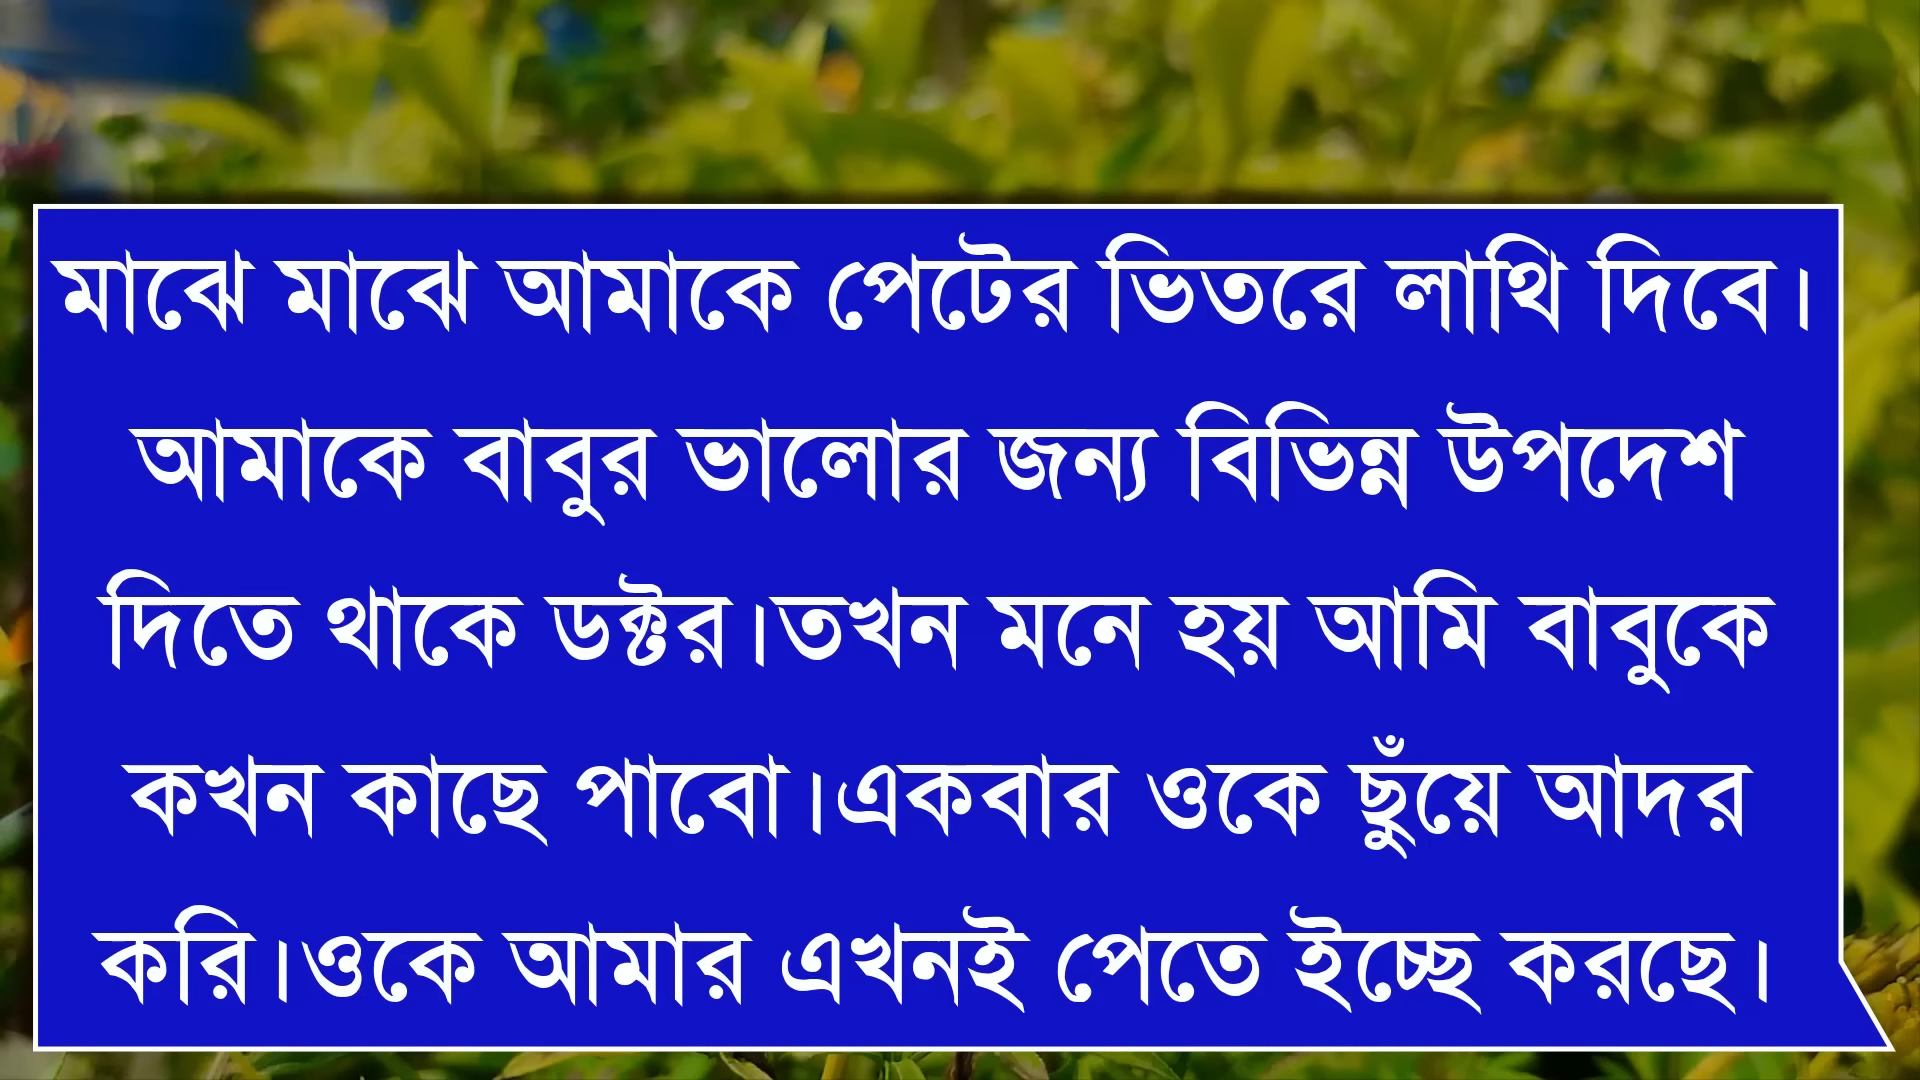 মাঝে মাঝে আমাকে পেটের ভিতরে লাথি দিবে।
আমাকে বাবুর ভালোর জন্য বিভিন্ন উপদেশ
দিতে থাকে ডক্টর।তখন মনে হয় আমি বাবুকে
কখন কাছে পাবো।একবার ওকে ছুঁয়ে আদর
করি।ওকে আমার এখনই পেতে ইচ্ছে করছে।